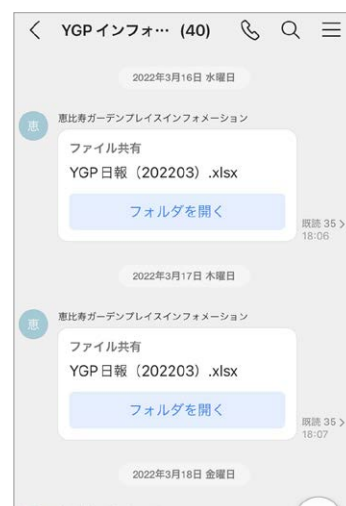 YGP インフォ… (40)
2022年3月16日 水曜日
恵
恵比寿ガーデンプレイスインフォメーション
ファイル共有
YGP日報（202203）.xlsx
フォルダを開く
既読 35
18:06
2022年3月17日 木曜日
恵
恵比寿ガーデンプレイスインフォメーション
ファイル共有
YGP日報（202203）.xlsx
フォルダを開く
既読 35
18:07
2022年3月18日 金曜日